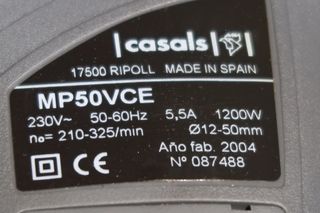 casals
17500 RIPOLL MADE IN SPAIN
MP50VCE
230V~ 50-60Hz 5,5A 1200W
nₒ= 210-325/min Ø12-50mm
Año fab. 2004
Nº 087488
CE